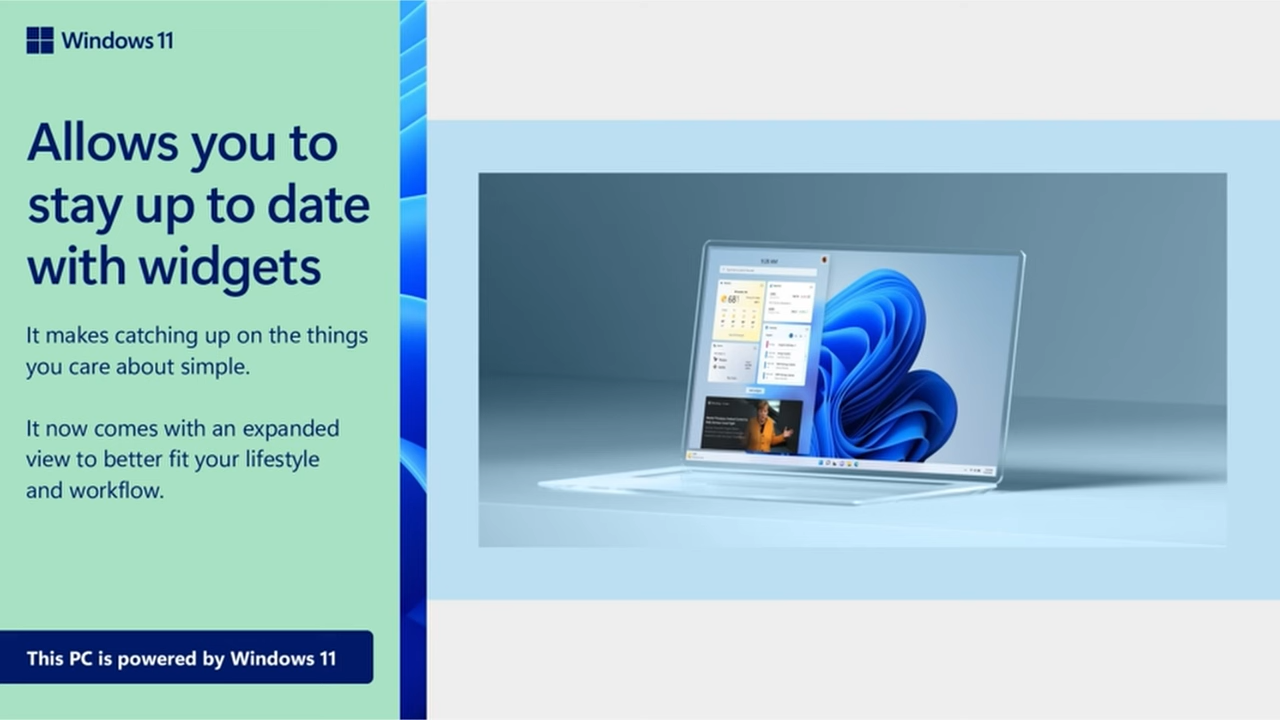 Windows 11
Allows you to
stay up to date
with widgets
It makes catching up on the things
you care about simple.
It now comes with an expanded
view to better fit your lifestyle
and workflow.
This PC is powered by Windows 11
68